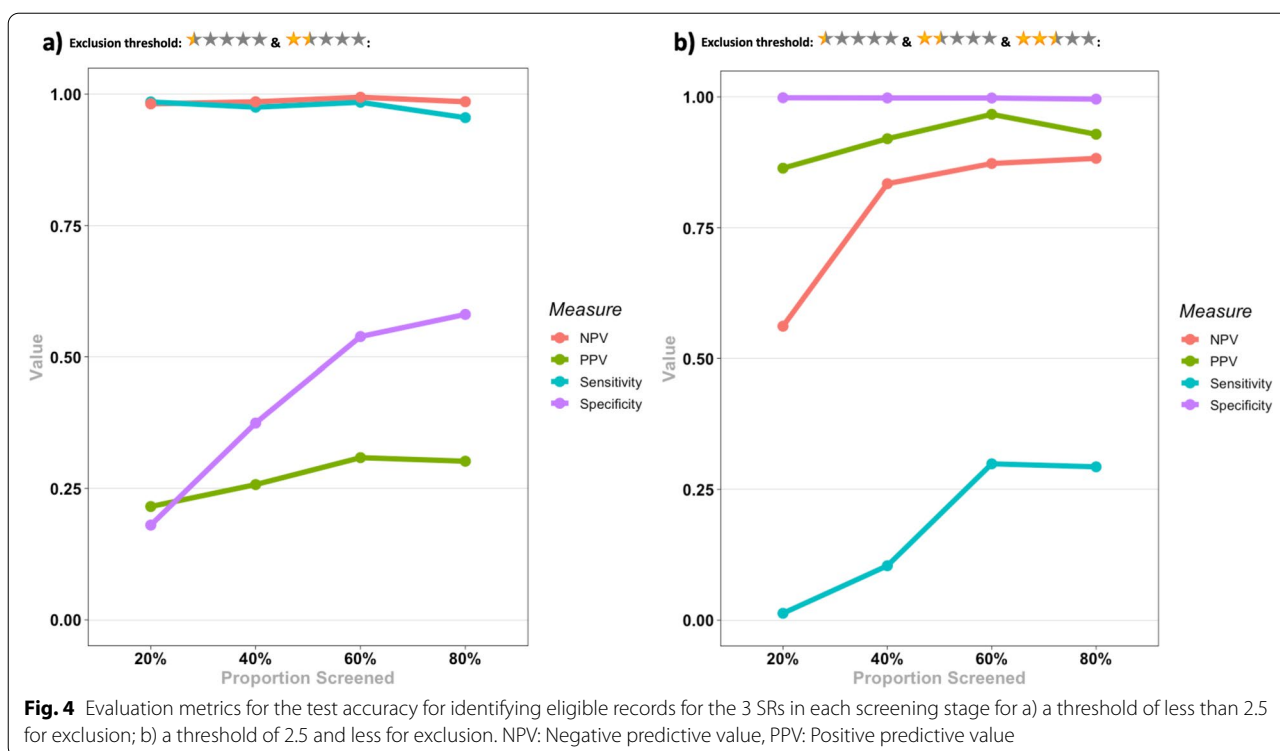 a) Exclusion threshold: ★★★★★ & ★★★★★:
1.00
0.75
0.50
0.25
0.00
Value
20% 40% 60% 80%
Proportion Screened
Measure
NPV
PPV
Sensitivity
Specificity
b) Exclusion threshold: ★★★★★ & ★★★★★ & ★★★★★:
1.00
0.75
0.50
0.25
0.00
Value
20% 40% 60% 80%
Proportion Screened
Measure
NPV
PPV
Sensitivity
Specificity
Fig. 4 Evaluation metrics for the test accuracy for identifying eligible records for the 3 SRs in each screening stage for a) a threshold of less than 2.5
for exclusion; b) a threshold of 2.5 and less for exclusion. NPV: Negative predictive value, PPV: Positive predictive value